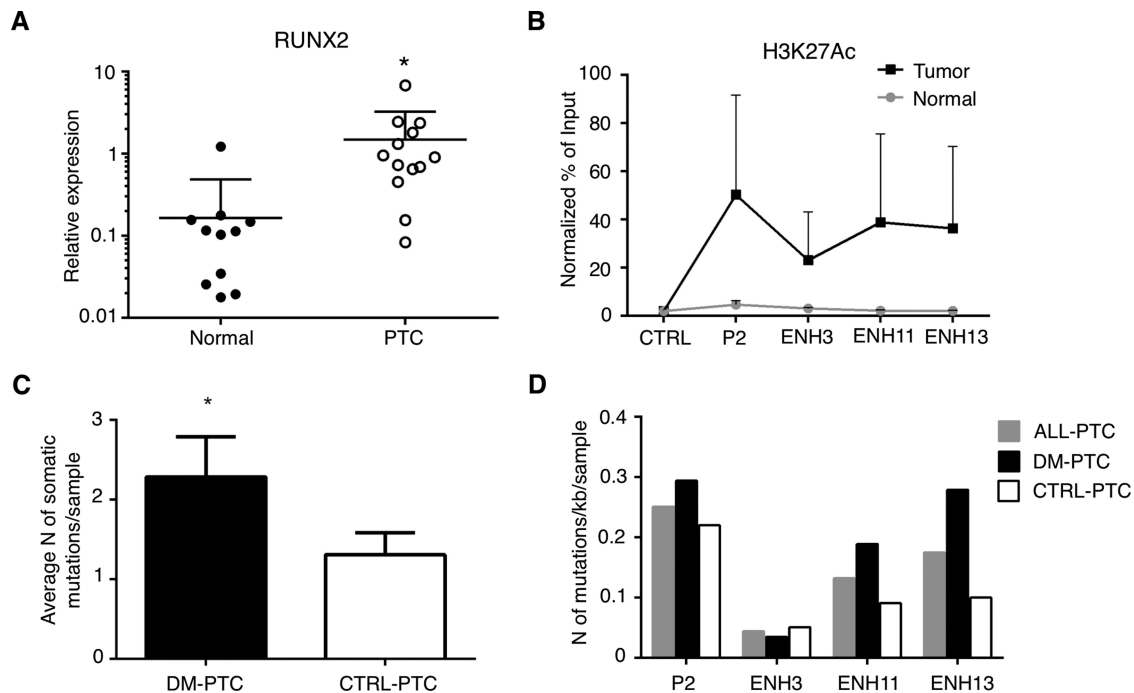 A
RUNX2
*
Relative expression
10
1
0.1
0.01
Normal
PTC
B
H3K27Ac
Tumor
Normal
Normalized % of Input
100
80
60
40
20
0
CTRL
P2
ENH3
ENH11
ENH13
C
*
Average N of somatic
mutations/sample
3
2
1
0
DM-PTC
CTRL-PTC
D
N of mutations/kb/sample
0.4
0.3
0.2
0.1
0
ALL-PTC
DM-PTC
CTRL-PTC
P2
ENH3
ENH11
ENH13